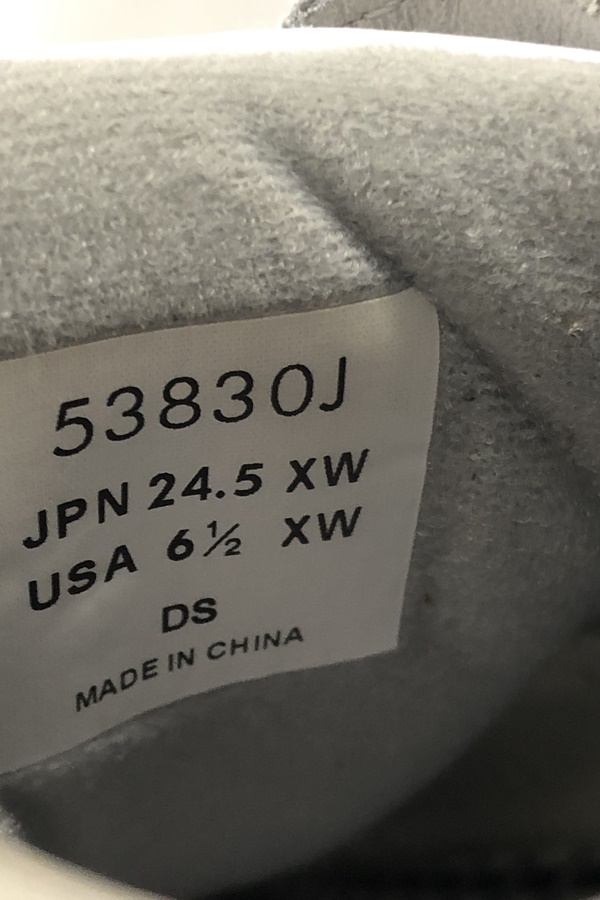 53830J
JPN 24.5 XW
USA 6½ XW
DS
MADE IN CHINA